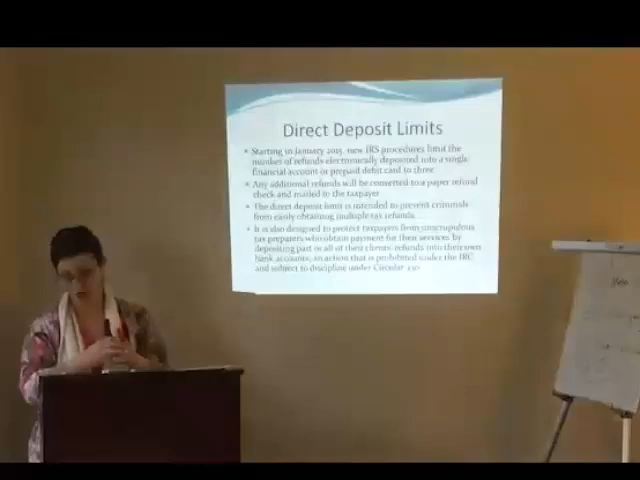 Direct Deposit Limits
• Starting in January 2015, new IRS procedures limit the
number of refunds electronically deposited into a single
financial account or prepaid debit card to three
• Any additional refunds will be converted to a paper refund
check and mailed to the taxpayer
• The direct deposit limit is intended to prevent criminals
from easily obtaining multiple tax refunds.
• It is also designed to protect taxpayers from unscrupulous
tax preparers who obtain payment for their services by
depositing part or all of their clients' refunds into their own
bank accounts, an action that is prohibited under the IRC
and subject to discipline under Circular 230